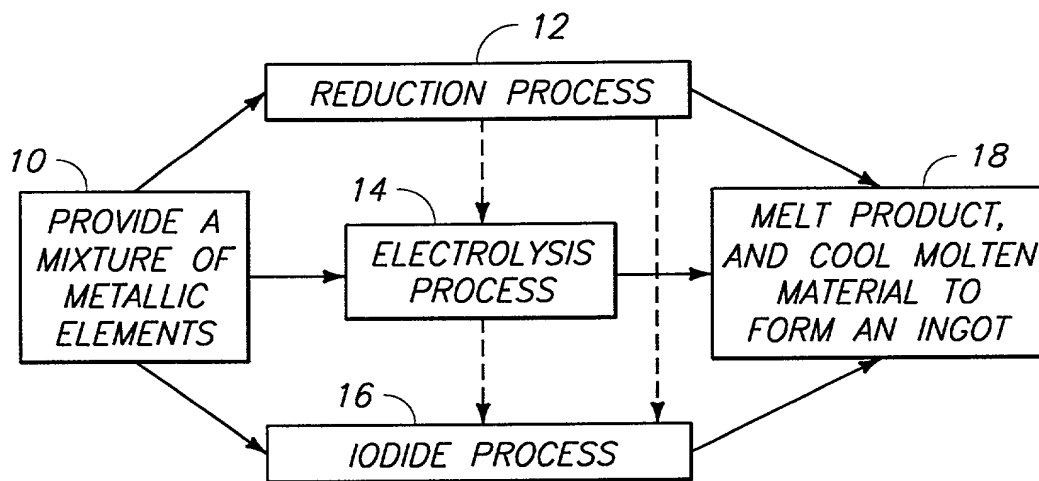 12
REDUCTION PROCESS
10
PROVIDE A
MIXTURE OF
METALLIC
ELEMENTS
14
ELECTROLYSIS
PROCESS
16
IODIDE PROCESS
18
MELT PRODUCT,
AND COOL MOLTEN
MATERIAL TO
FORM AN INGOT